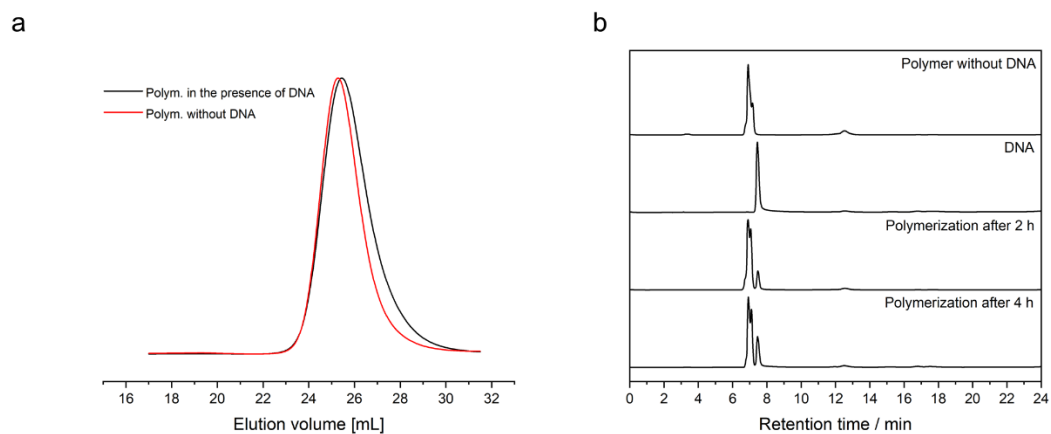 a
Polym. in the presence of DNA
Polym. without DNA
16 18 20 22 24 26 28 30 32
Elution volume [mL]
b
Polymer without DNA
DNA
Polymerization after 2 h
Polymerization after 4 h
0 2 4 6 8 10 12 14 16 18 20 22 24
Retention time / min